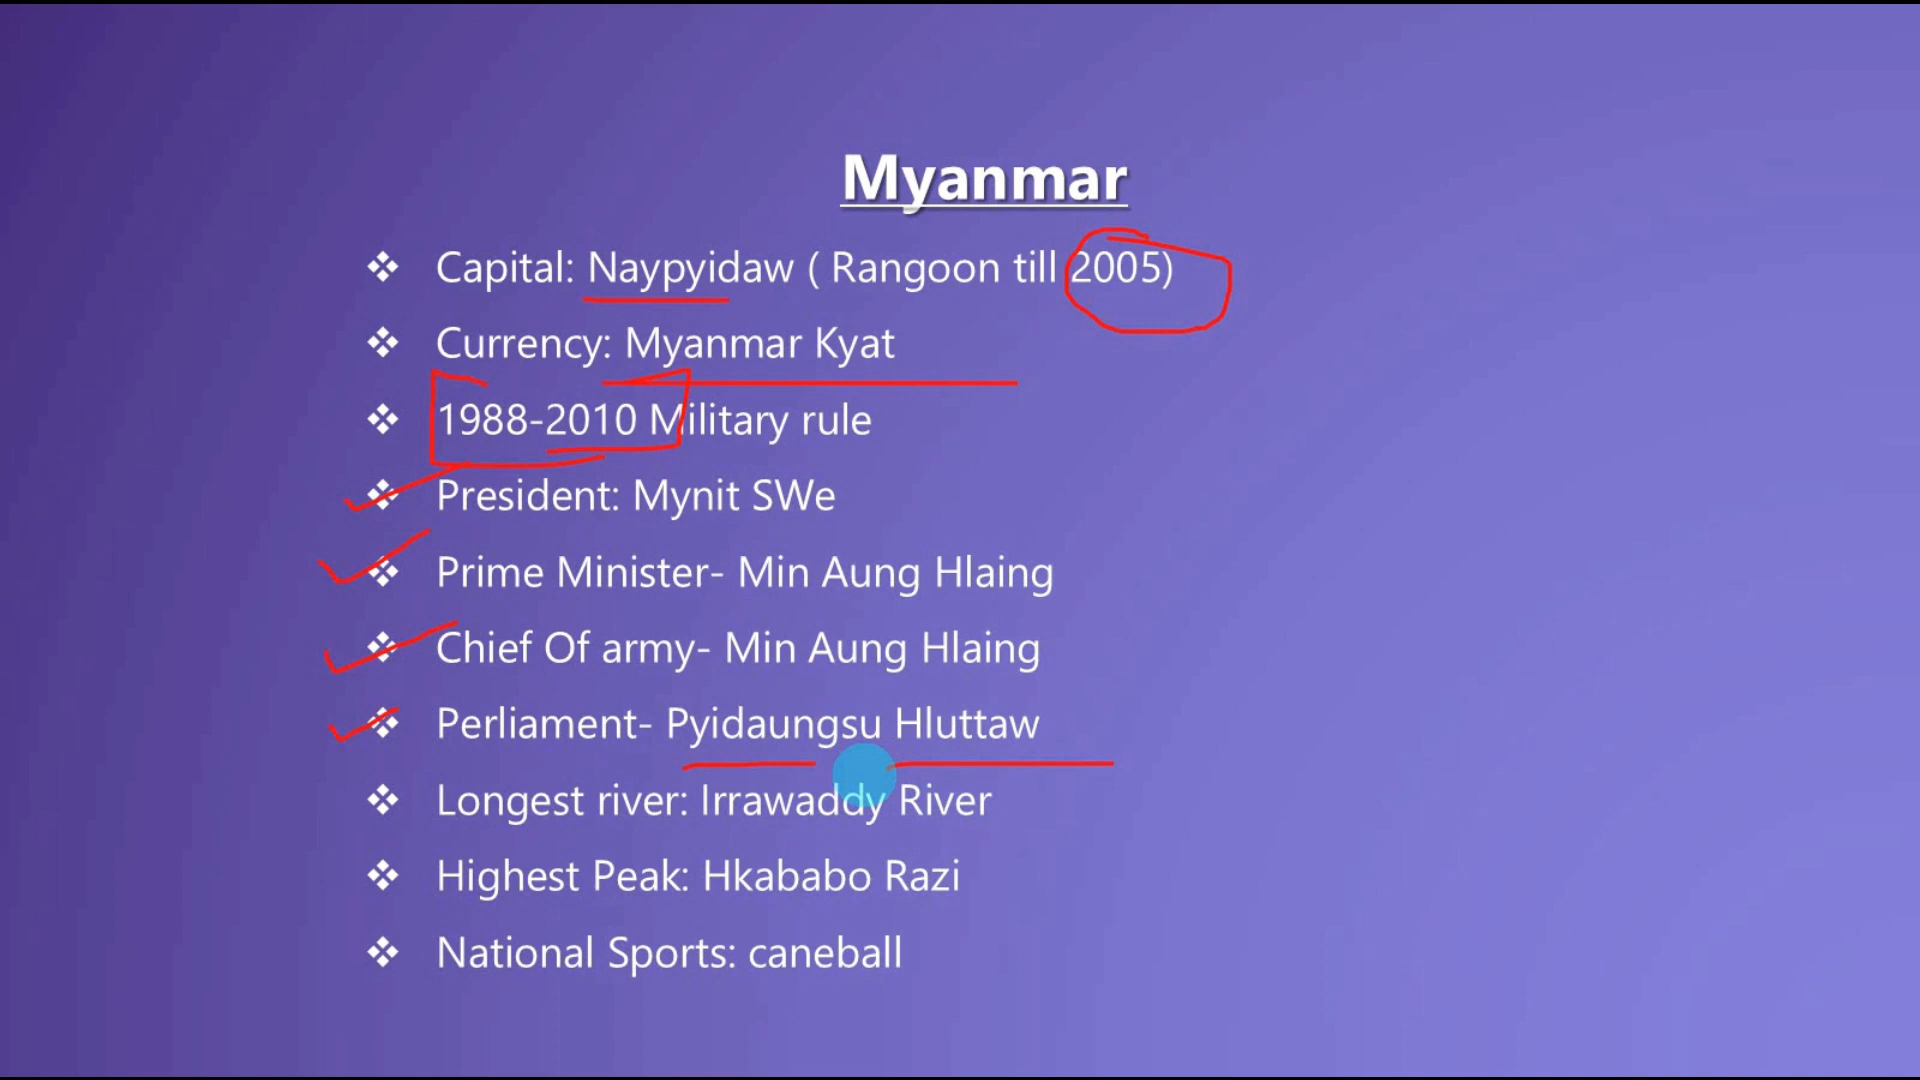 Myanmar
Capital: Naypyidaw ( Rangoon till 2005)
Currency: Myanmar Kyat
1988-2010 Military rule
President: Mynit SWe
Prime Minister- Min Aung Hlaing
Chief Of army- Min Aung Hlaing
Perliament- Pyidaungsu Hluttaw
Longest river: Irrawaddy River
Highest Peak: Hkababo Razi
National Sports: caneball